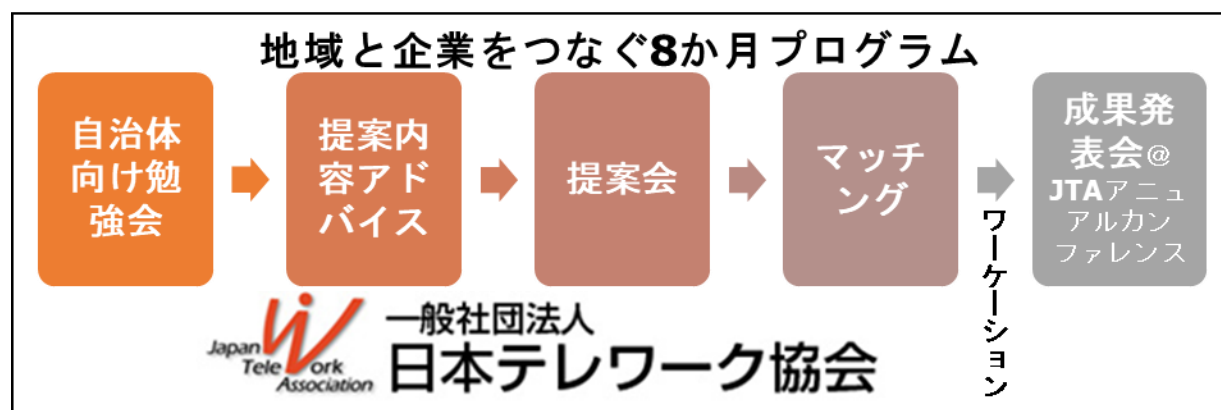 地域と企業をつなぐ8か月プログラム
自治体
向け勉
強会
提案内
容アド
バイス
提案会
マッチ
ング
ワーケーション
成果発
表会@
JTAアニュ
アルカン
ファレンス
Japan
Tele Work
Association
一般社団法人
日本テレワーク協会